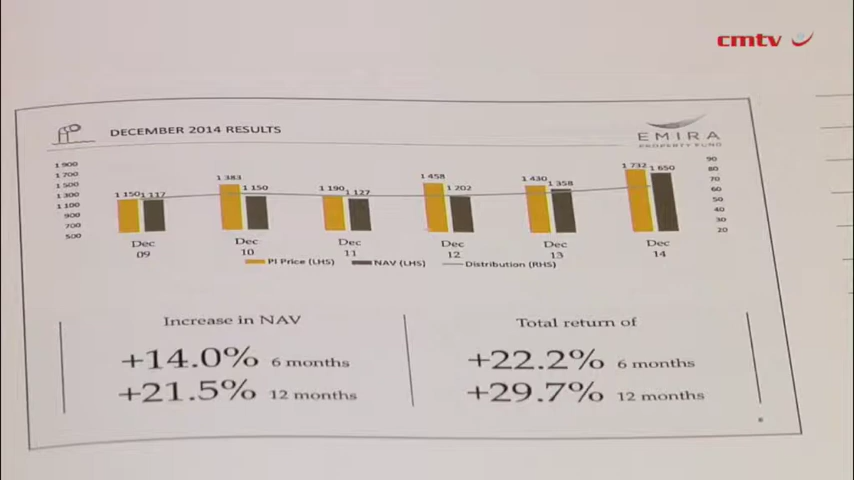 cmtv
DECEMBER 2014 RESULTS
EMIRA
PROPERTY FUND
1 900
1 700
1 500
1 300
1 100
900
700
500
1 150 1 117
1 383 1 150
1 190 1 127
1 458 1 202
1 430 1 358
1 732 1 650
90
80
70
60
50
40
30
20
Dec 09
Dec 10
Dec 11
Dec 12
Dec 13
Dec 14
PI Price (LHS) NAV (LHS) Distribution (RHS)
Increase in NAV
+14.0% 6 months
+21.5% 12 months
Total return of
+22.2% 6 months
+29.7% 12 months